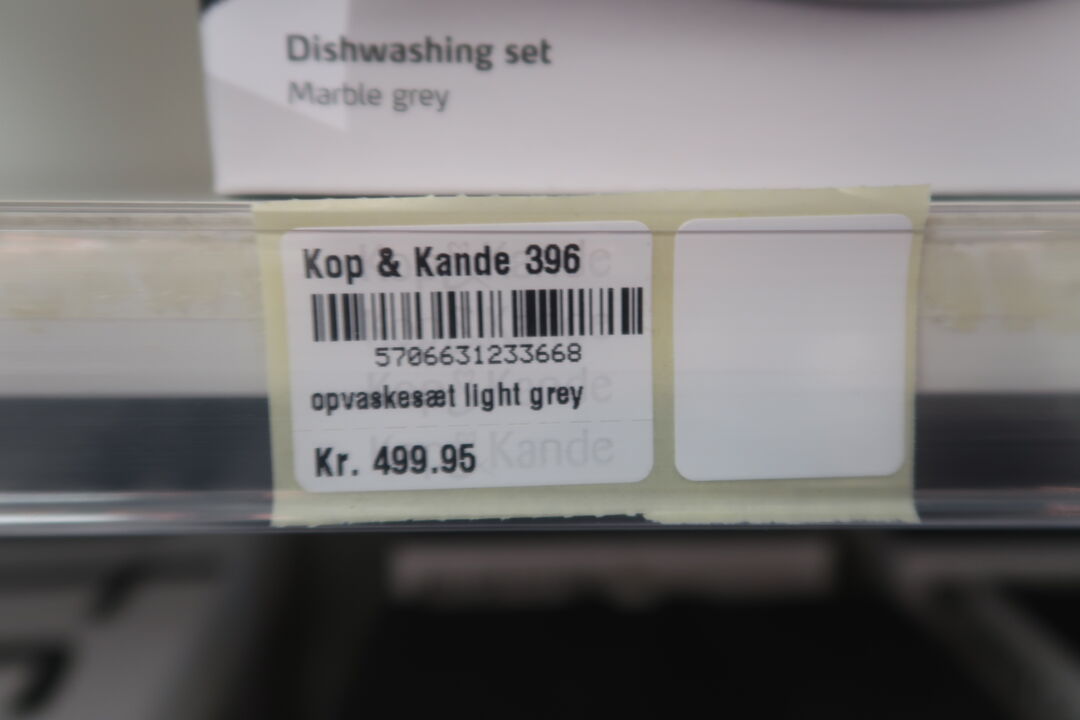 Dishwashing set
Marble grey
Kop & Kande 396
5706631233668
opvaskesæt light grey
Kr. 499.95